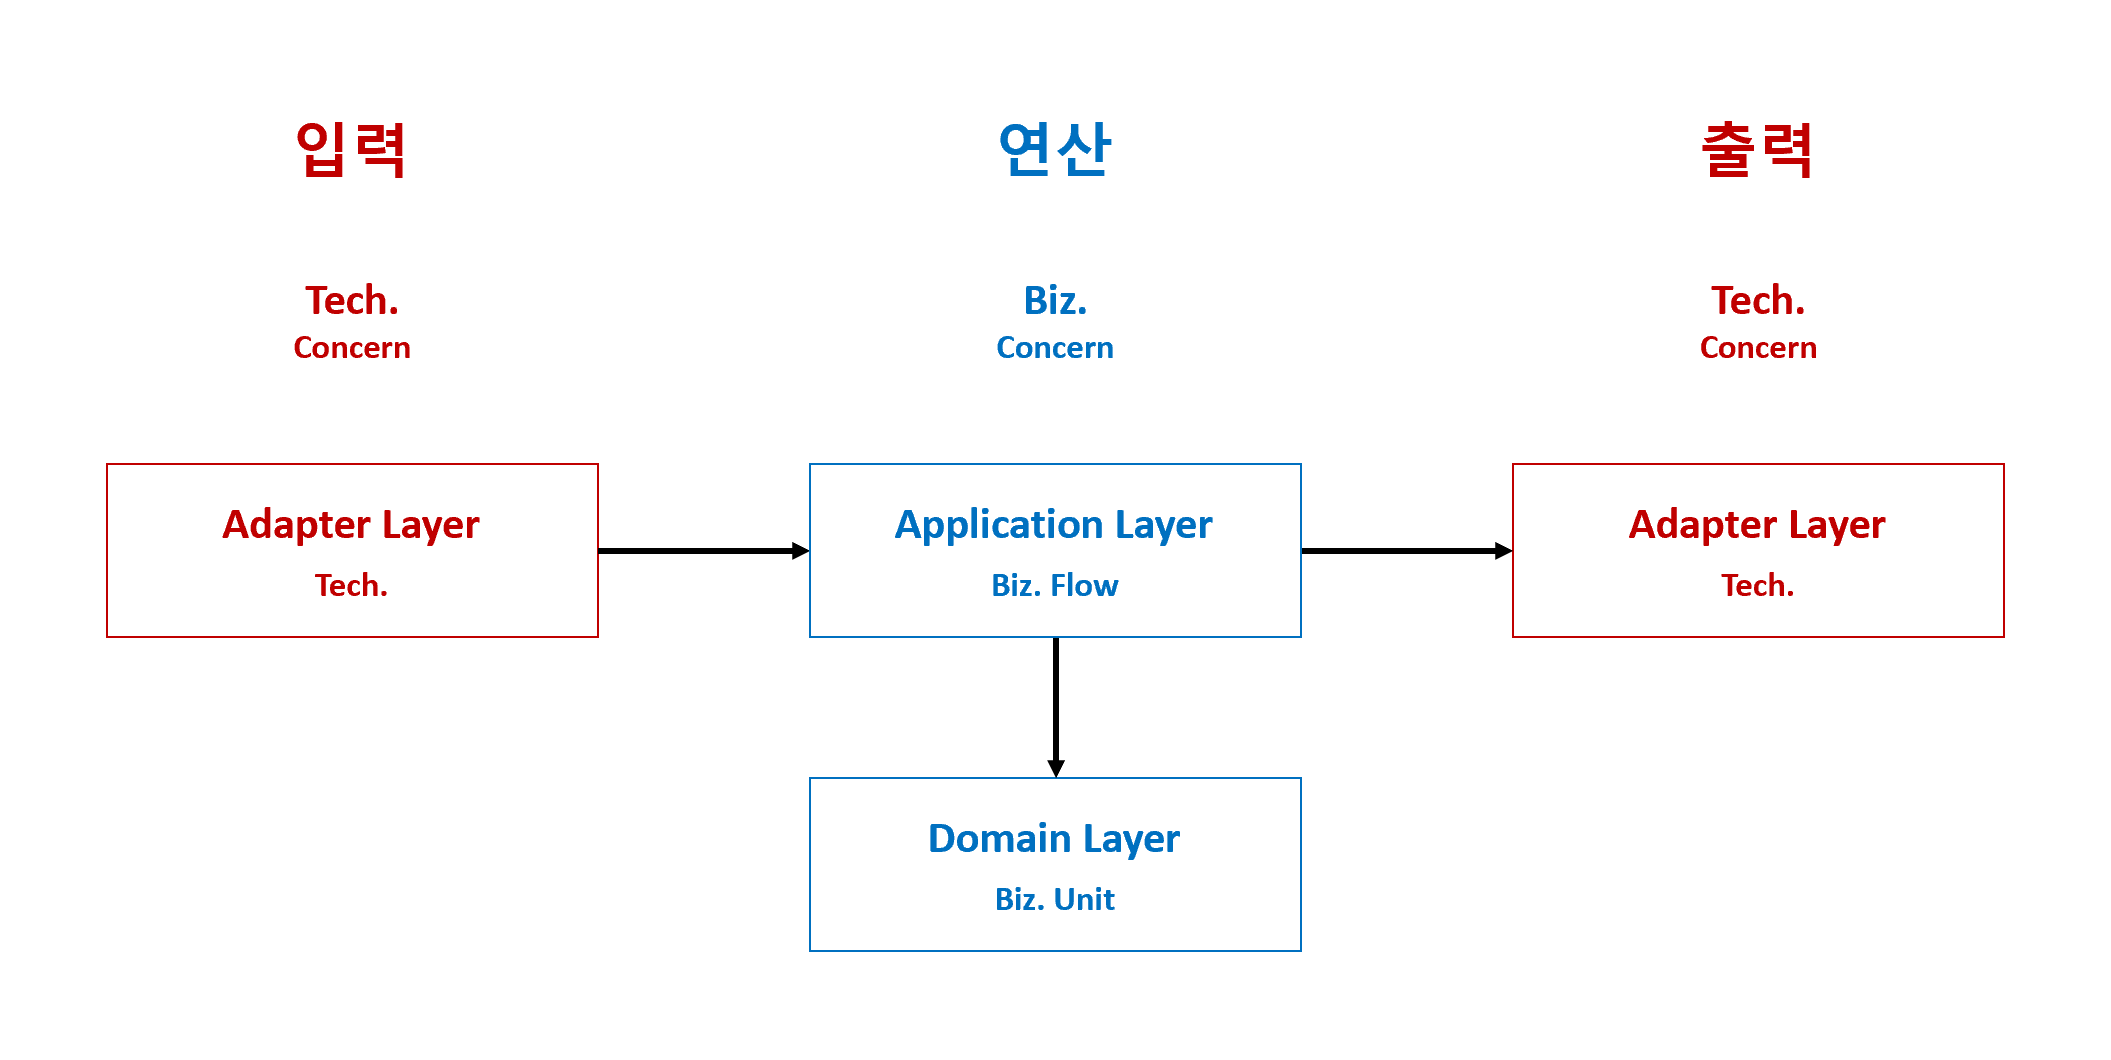 입력
연산
출력
Tech.
Concern
Biz.
Concern
Tech.
Concern
Adapter Layer
Tech.
Application Layer
Biz. Flow
Adapter Layer
Tech.
Domain Layer
Biz. Unit